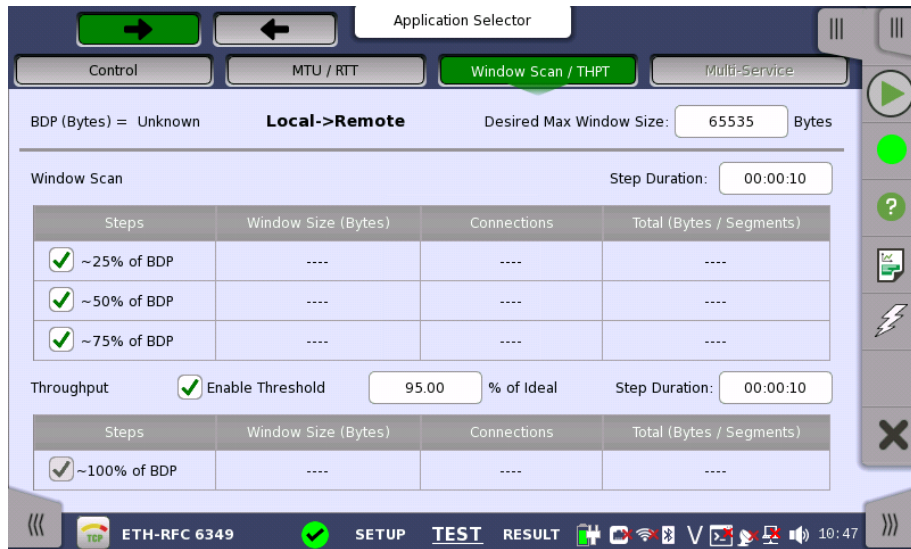 Application Selector
Control MTU / RTT Window Scan / THPT Multi-Service
BDP (Bytes) = Unknown Local->Remote Desired Max Window Size: 65535 Bytes
Window Scan Step Duration: 00:00:10
Steps Window Size (Bytes) Connections Total (Bytes / Segments)
~25% of BDP ---- ---- ----
~50% of BDP ---- ---- ----
~75% of BDP ---- ---- ----
Throughput Enable Threshold 95.00 % of Ideal Step Duration: 00:00:10
Steps Window Size (Bytes) Connections Total (Bytes / Segments)
~100% of BDP ---- ---- ----
TCP ETH-RFC 6349 SETUP TEST RESULT V 10:47